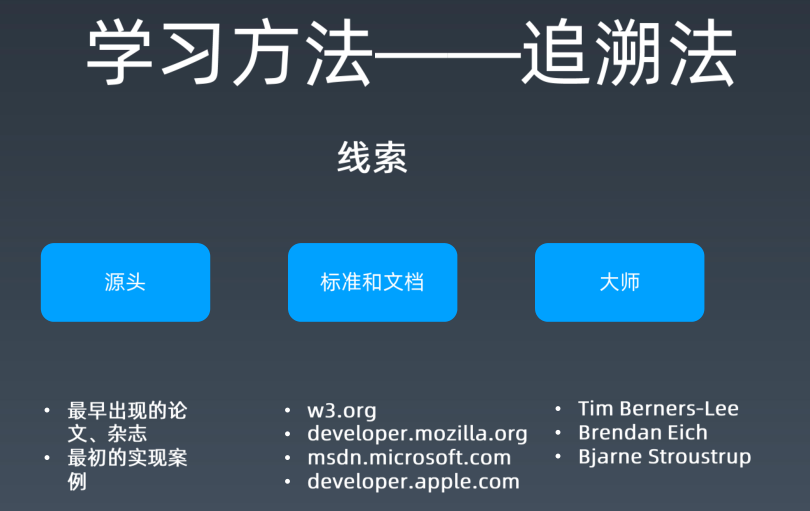 学习方法——追溯法
线索
源头
标准和文档
大师
• 最早出现的论
文、杂志
• 最初的实现案
例
• w3.org
• developer.mozilla.org
• msdn.microsoft.com
• developer.apple.com
• Tim Berners-Lee
• Brendan Eich
• Bjarne Stroustrup